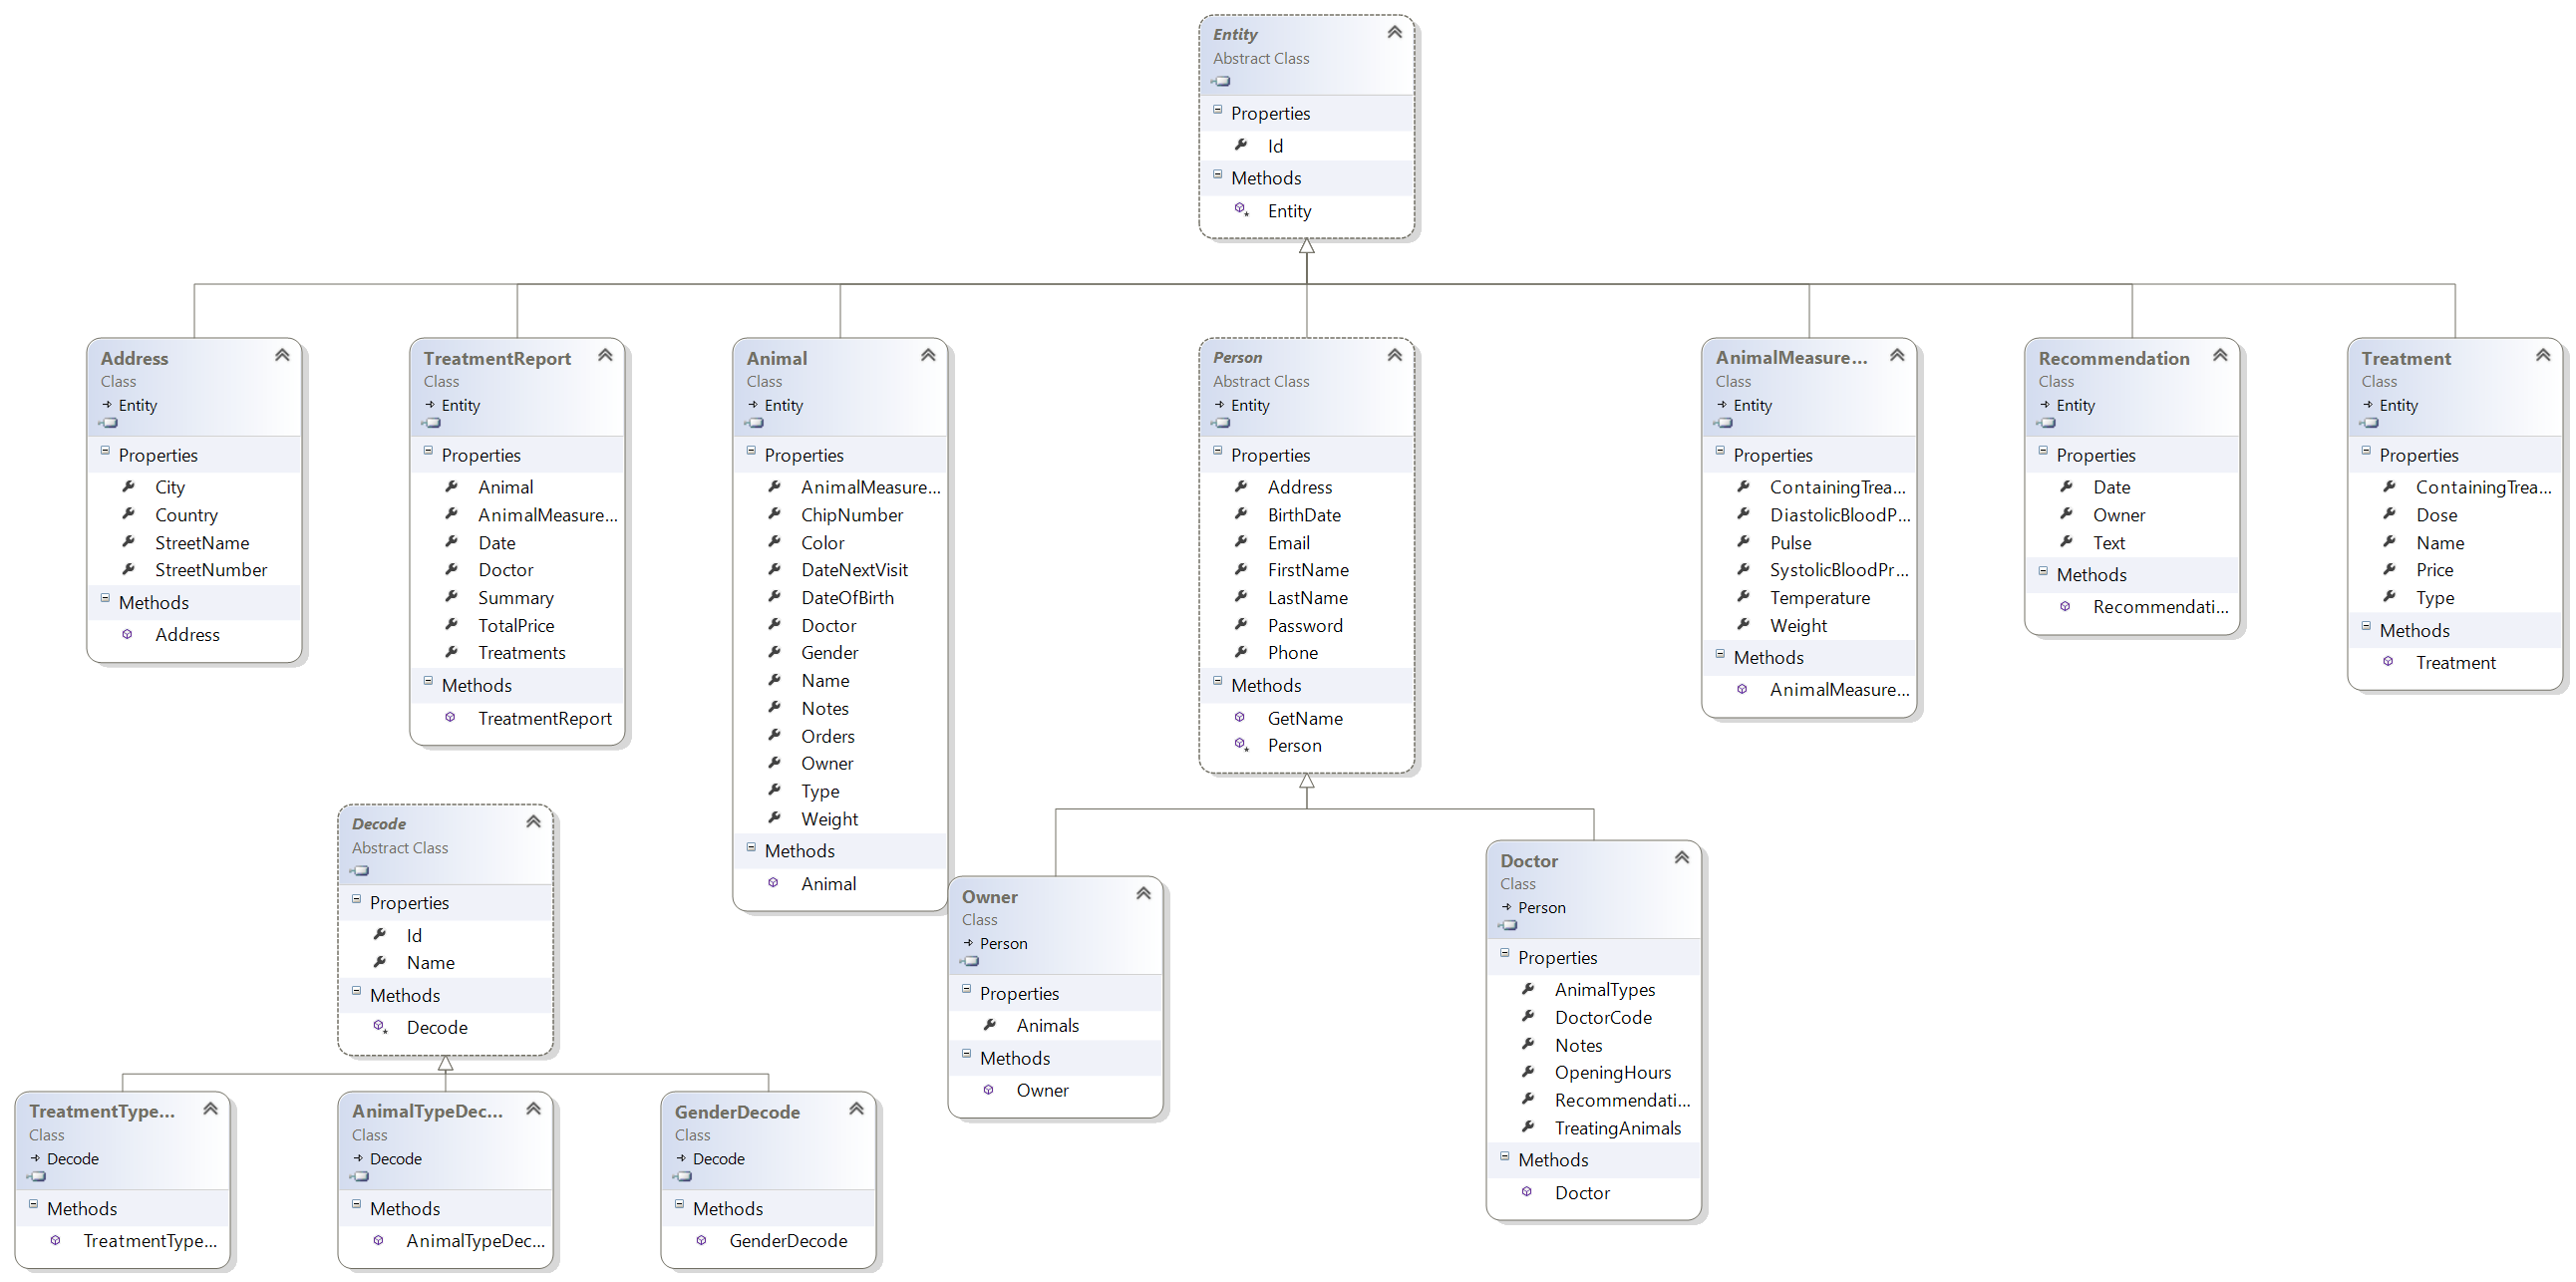 Entity
Abstract Class
Properties
Id
Methods
Entity
Address
Class
Entity
Properties
City
Country
StreetName
StreetNumber
Methods
Address
TreatmentReport
Class
Entity
Properties
Animal
AnimalMeasure...
Date
Doctor
Summary
TotalPrice
Treatments
Methods
TreatmentReport
Animal
Class
Entity
Properties
AnimalMeasure...
ChipNumber
Color
DateNextVisit
DateOfBirth
Doctor
Gender
Name
Notes
Orders
Owner
Type
Weight
Methods
Animal
Person
Abstract Class
Entity
Properties
Address
BirthDate
Email
FirstName
LastName
Password
Phone
Methods
GetName
Person
AnimalMeasure...
Class
Entity
Properties
ContainingTrea...
DiastolicBloodP...
Pulse
SystolicBloodPr...
Temperature
Weight
Methods
AnimalMeasure...
Recommendation
Class
Entity
Properties
Date
Owner
Text
Methods
Recommendati...
Treatment
Class
Entity
Properties
ContainingTrea...
Dose
Name
Price
Type
Methods
Treatment
Decode
Abstract Class
Properties
Id
Name
Methods
Decode
Owner
Class
Person
Properties
Animals
Methods
Owner
Doctor
Class
Person
Properties
AnimalTypes
DoctorCode
Notes
OpeningHours
Recommendati...
TreatingAnimals
Methods
Doctor
TreatmentType...
Class
Decode
Methods
TreatmentType...
AnimalTypeDec...
Class
Decode
Methods
AnimalTypeDec...
GenderDecode
Class
Decode
Methods
GenderDecode